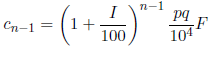 c_{n-1} = \left(1 + \frac{I}{100}\right)^{n-1} \frac{pq}{10^4} F